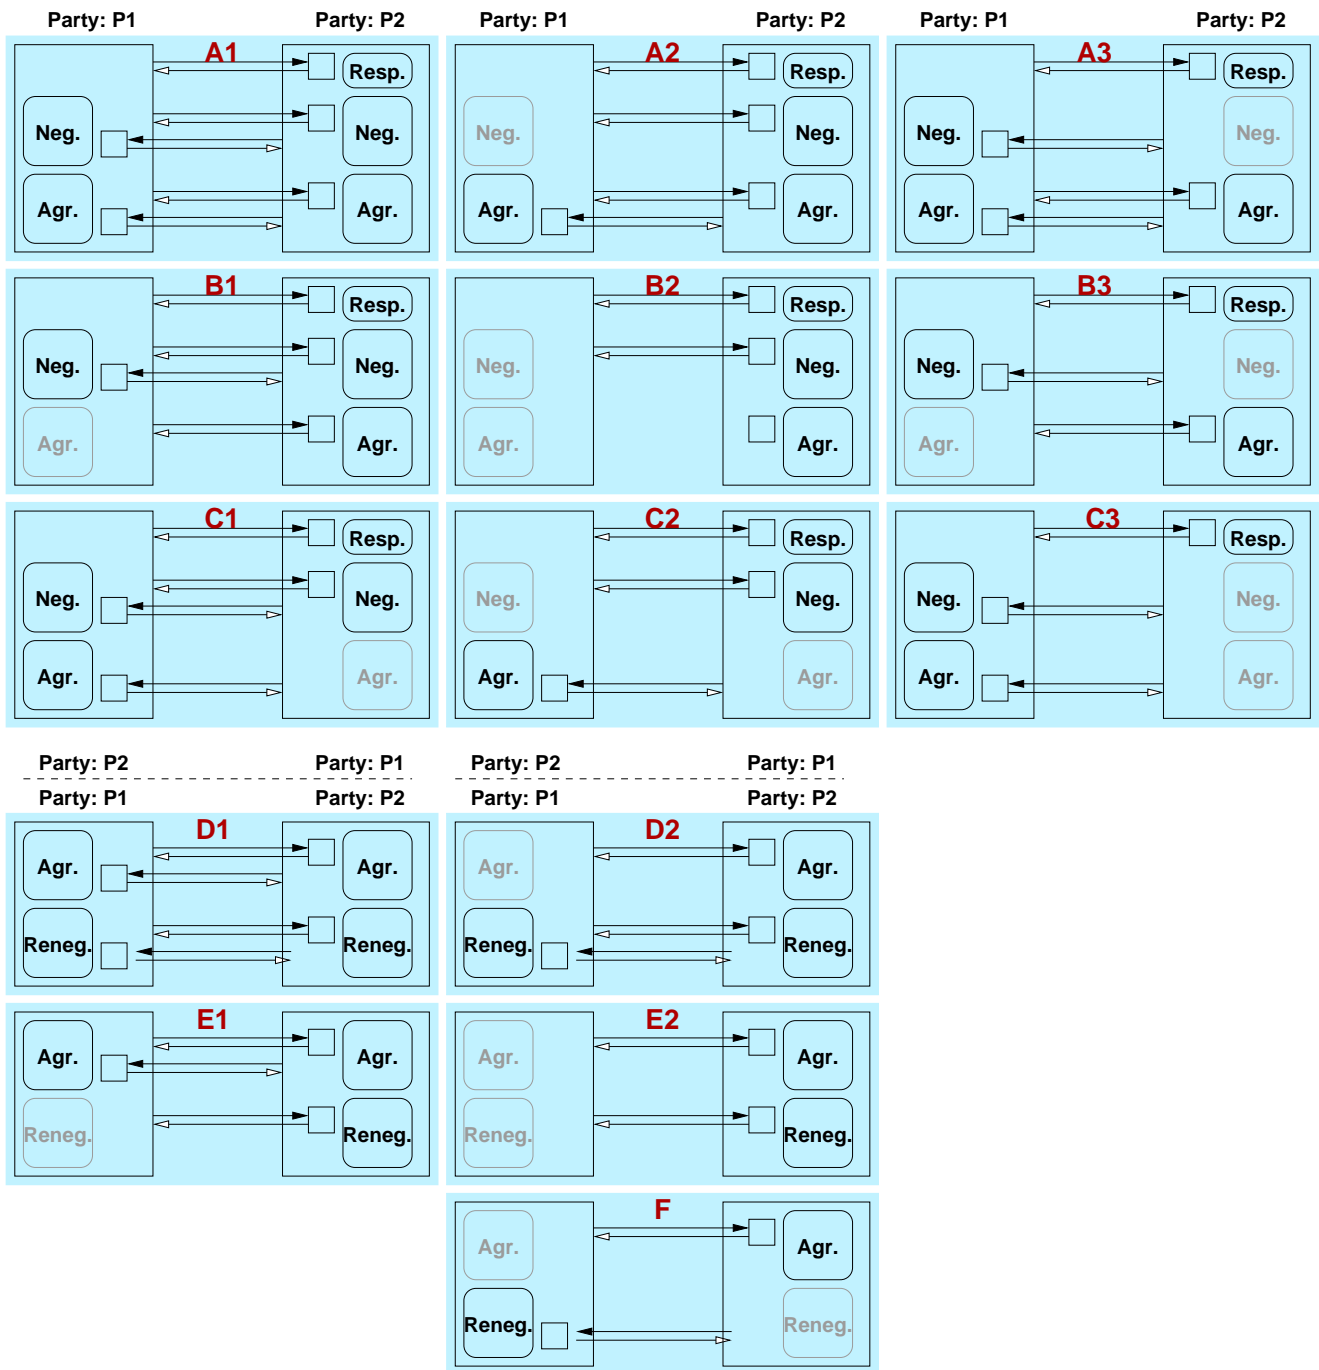 Party: P1 Party: P2 Party: P1 Party: P2 Party: P1 Party: P2
A1 A2 A3
Resp. Resp. Resp.
Neg. Neg. Neg. Neg. Neg. Neg.
Agr. Agr. Agr. Agr. Agr. Agr.
B1 B2 B3
Resp. Resp. Resp.
Neg. Neg. Neg. Neg. Neg. Neg.
Agr. Agr. Agr. Agr. Agr. Agr.
C1 C2 C3
Resp. Resp. Resp.
Neg. Neg. Neg. Neg. Neg. Neg.
Agr. Agr. Agr. Agr. Agr. Agr.
Party: P2 Party: P1 Party: P2 Party: P1
Party: P1 Party: P2 Party: P1 Party: P2
D1 D2
Agr. Agr. Agr. Agr.
Reneg. Reneg. Reneg. Reneg.
E1 E2
Agr. Agr. Agr. Agr.
Reneg. Reneg. Reneg. Reneg.
F
Agr. Agr.
Reneg. Reneg.